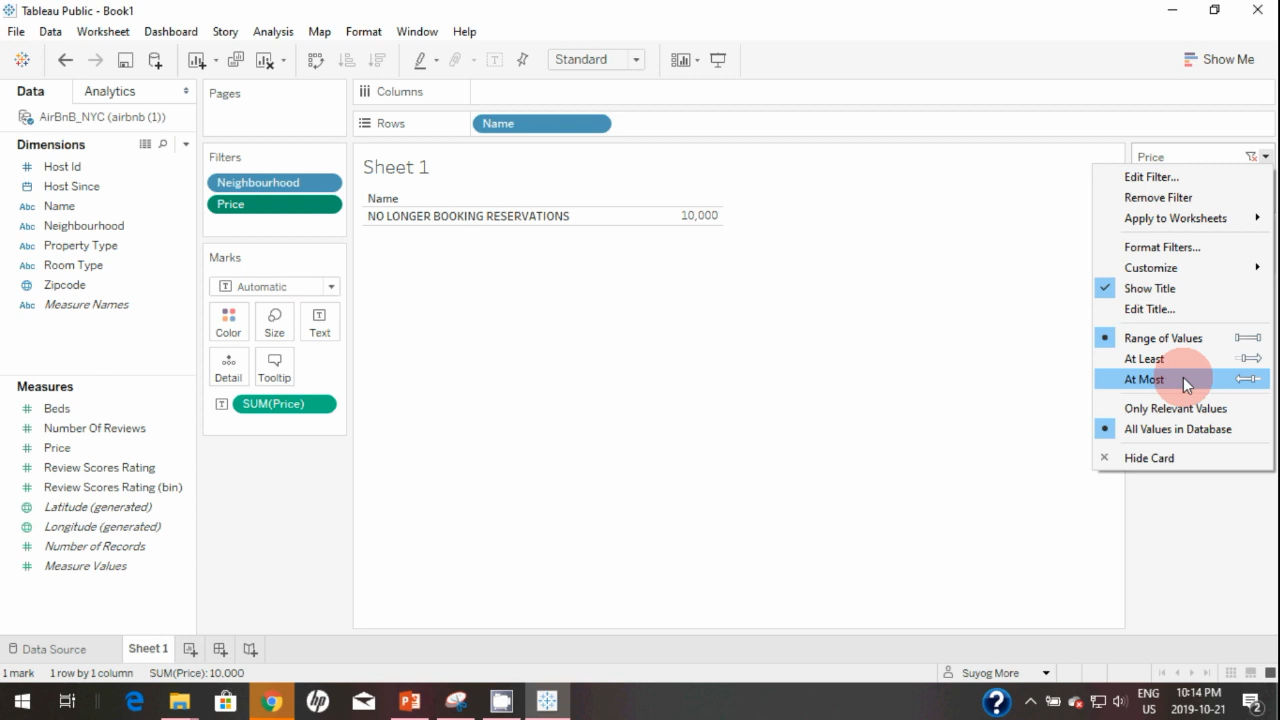 Tableau Public - Book1
File Data Worksheet Dashboard Story Analysis Map Format Window Help
Standard
Show Me
Data Analytics
AirBnB_NYC (airbnb (1))
Dimensions
# Host Id
Host Since
Abc Name
Abc Neighbourhood
Abc Property Type
Abc Room Type
Zipcode
Abc Measure Names
Measures
# Beds
# Number Of Reviews
# Price
# Review Scores Rating
# Review Scores Rating (bin)
Latitude (generated)
Longitude (generated)
# Number of Records
# Measure Values
Pages
Filters
Neighbourhood
Price
Marks
T Automatic
Color Size Text
Detail Tooltip
T SUM(Price)
Columns
Rows Name
Sheet 1
Name
NO LONGER BOOKING RESERVATIONS 10,000
Price
Edit Filter...
Remove Filter
Apply to Worksheets
Format Filters...
Customize
Show Title
Edit Title...
Range of Values
At Least
At Most
Only Relevant Values
All Values in Database
Hide Card
Data Source Sheet 1
1 mark 1 row by 1 column SUM(Price): 10,000
Suyog More
ENG
US
10:14 PM
2019-10-21
2